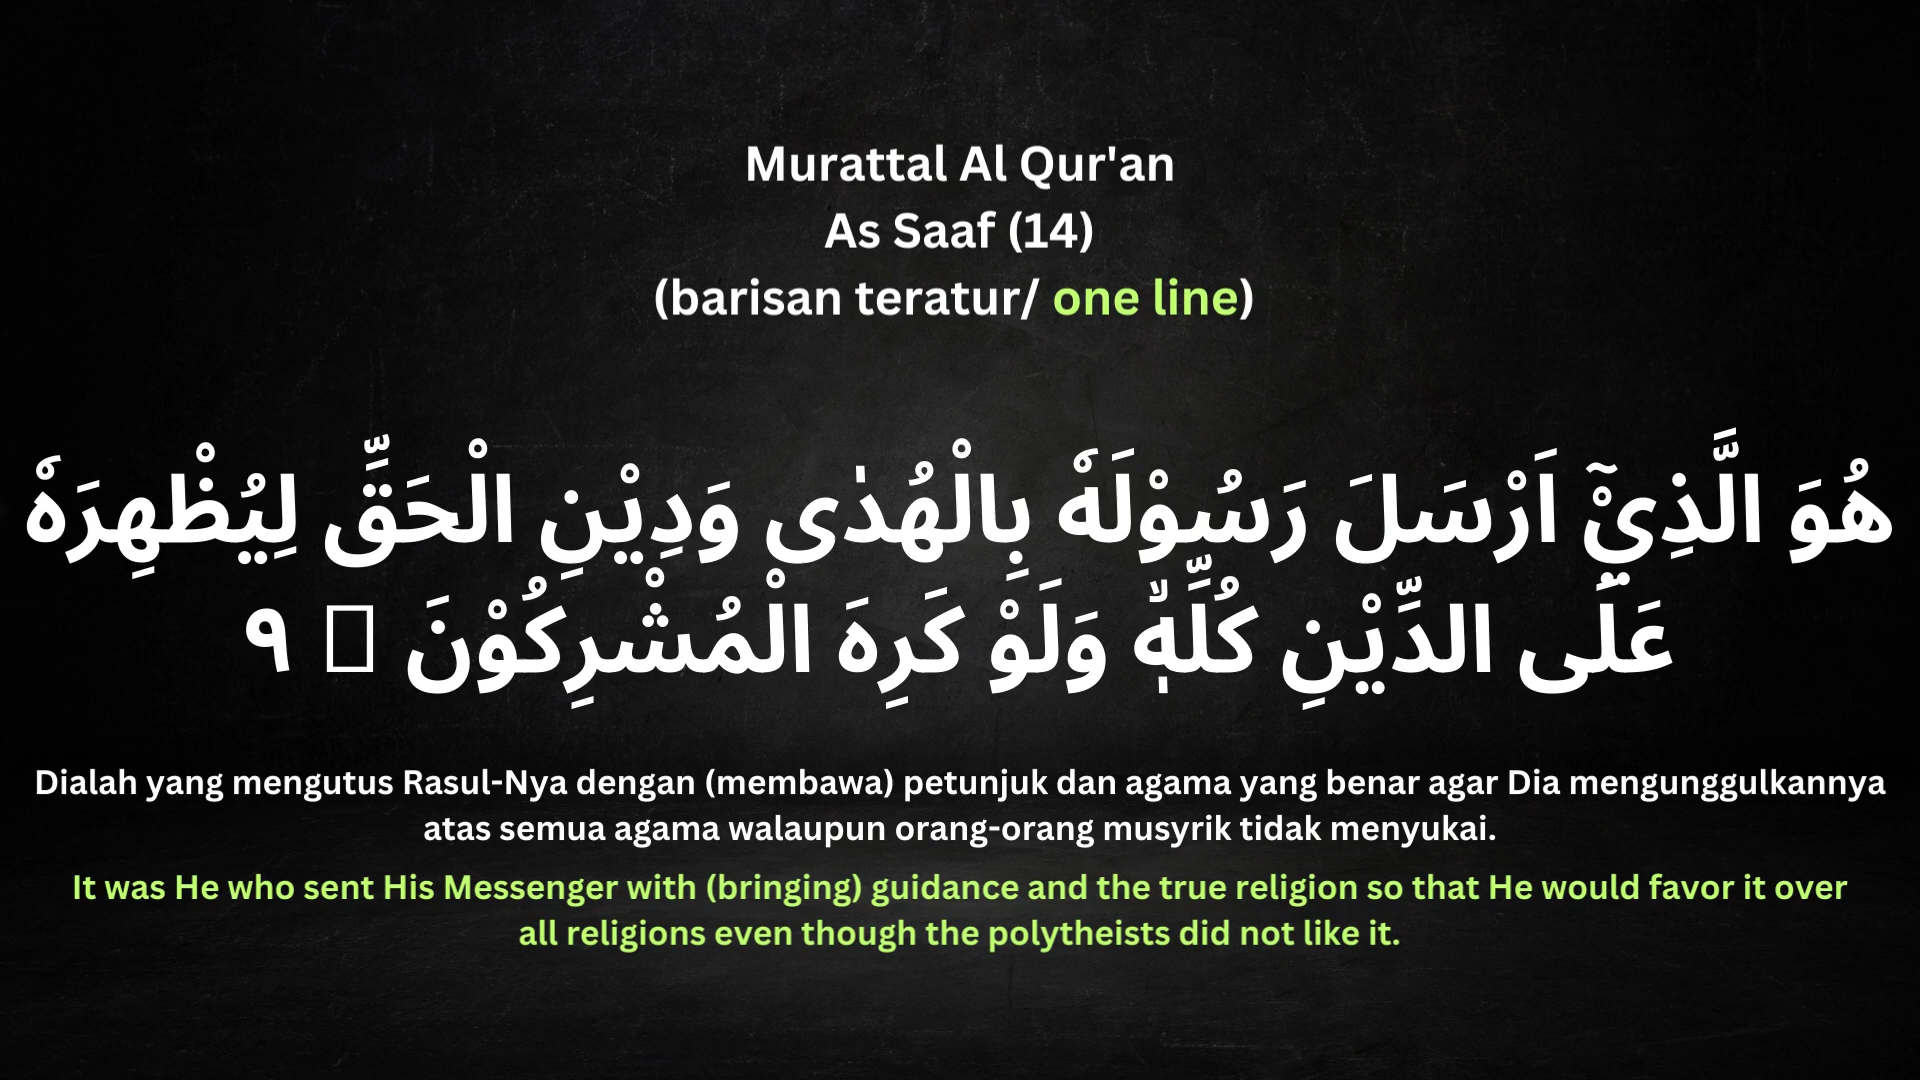 Murattal Al Qur'an
As Saaf (14)
(barisan teratur/ one line)
هُوَ الَّذِيْٓ اَرْسَلَ رَسُوْلَهٗ بِالْهُدٰى وَدِيْنِ الْحَقِّ لِيُظْهِرَهٗ
عَلَى الدِّيْنِ كُلِّهٖۙ وَلَوْ كَرِهَ الْمُشْرِكُوْنَ ࣖ ٩
Dialah yang mengutus Rasul-Nya dengan (membawa) petunjuk dan agama yang benar agar Dia mengunggulkannya
atas semua agama walaupun orang-orang musyrik tidak menyukai.
It was He who sent His Messenger with (bringing) guidance and the true religion so that He would favor it over
all religions even though the polytheists did not like it.